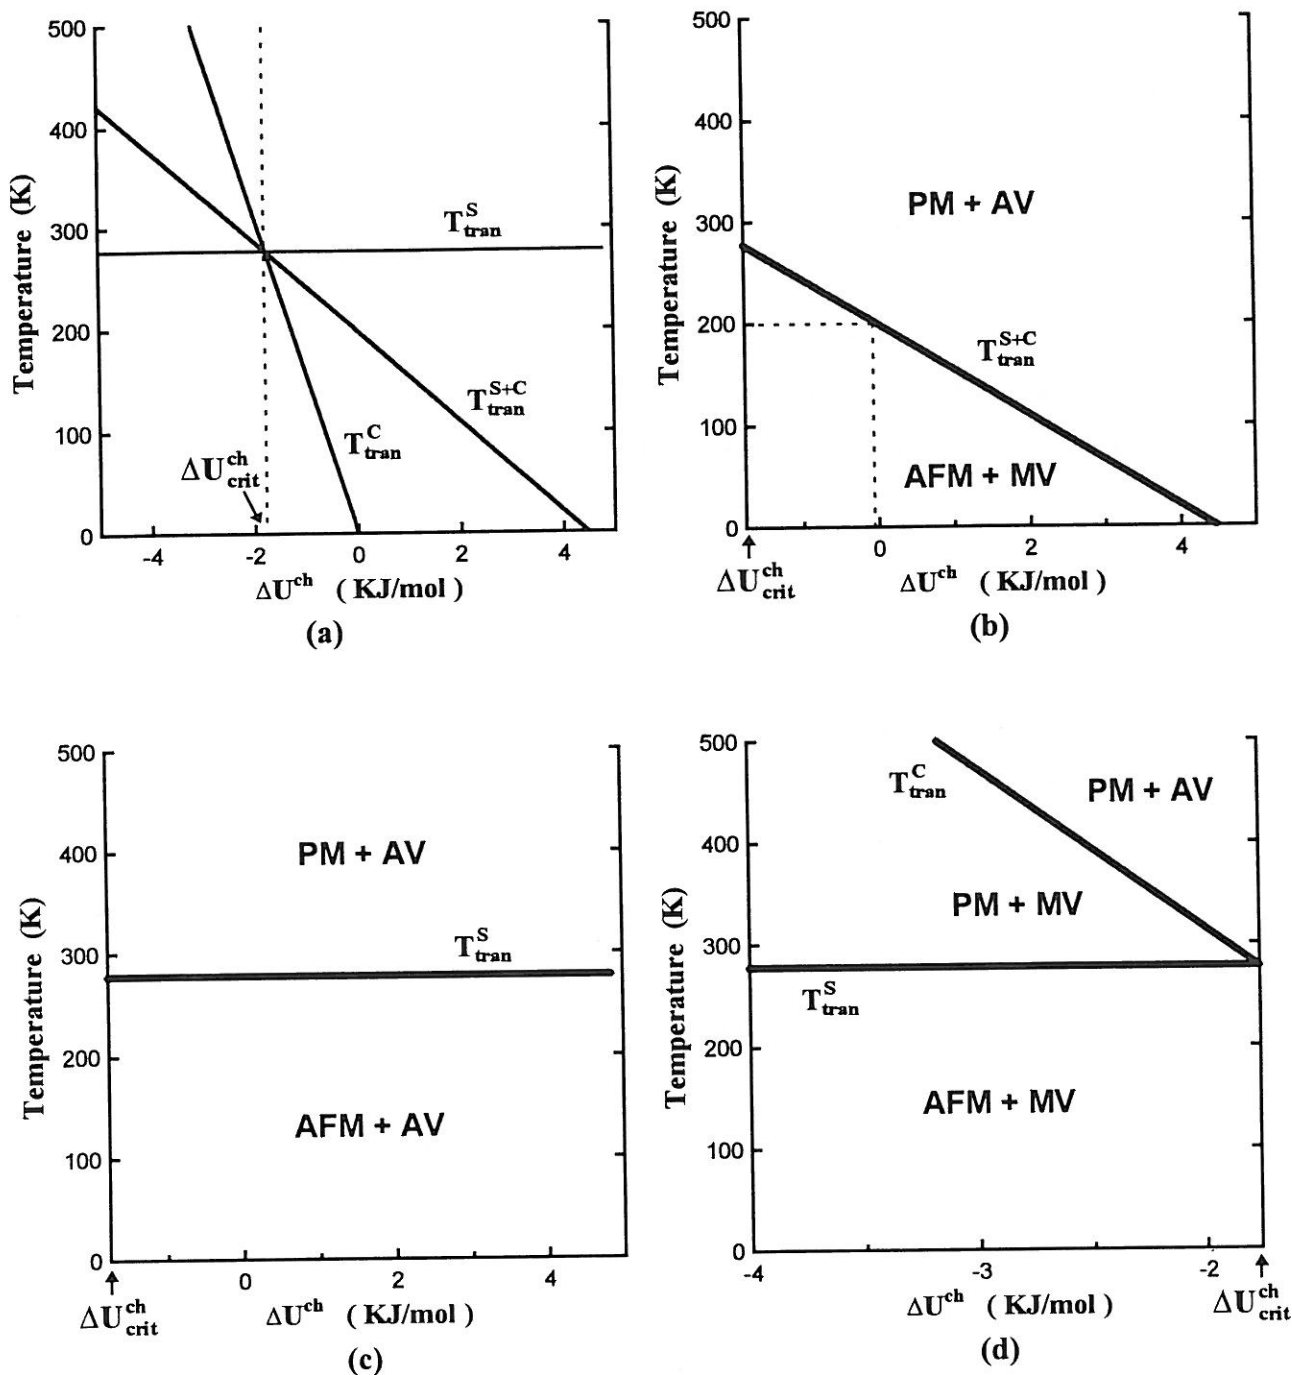 500
400
300
200
100
0
Temperature (K)
T^S_tran
T^S+C_tran
T^C_tran
ΔU^ch_crit
-4
-2
0
2
4
ΔU^ch ( KJ/mol )
(a)
500
400
300
200
100
0
Temperature (K)
PM + AV
T^S+C_tran
AFM + MV
0
2
4
ΔU^ch_crit
ΔU^ch ( KJ/mol )
(b)
500
400
300
200
100
0
Temperature (K)
PM + AV
T^S_tran
AFM + AV
0
2
4
ΔU^ch_crit
ΔU^ch ( KJ/mol )
(c)
500
400
300
200
100
0
Temperature (K)
T^C_tran
PM + AV
PM + MV
T^S_tran
AFM + MV
-4
-3
-2
ΔU^ch ( KJ/mol )
ΔU^ch_crit
(d)